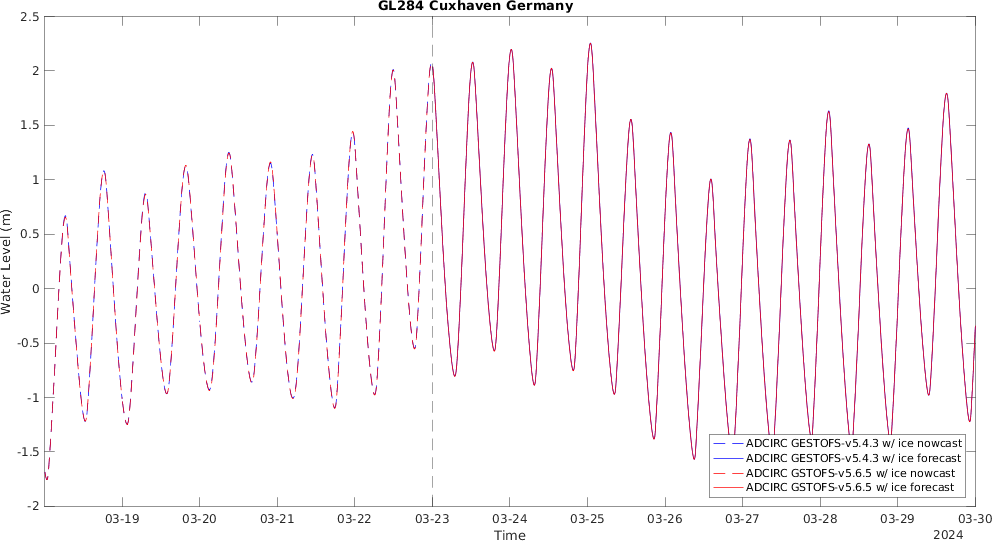 GL284 Cuxhaven Germany
2.5
2
1.5
1
0.5
0
-0.5
-1
-1.5
-2
Water Level (m)
ADCIRC GESTOFS-v5.4.3 w/ ice nowcast
ADCIRC GESTOFS-v5.4.3 w/ ice forecast
ADCIRC GSTOFS-v5.6.5 w/ ice nowcast
ADCIRC GSTOFS-v5.6.5 w/ ice forecast
03-19 03-20 03-21 03-22 03-23 03-24 03-25 03-26 03-27 03-28 03-29 03-30
Time
2024